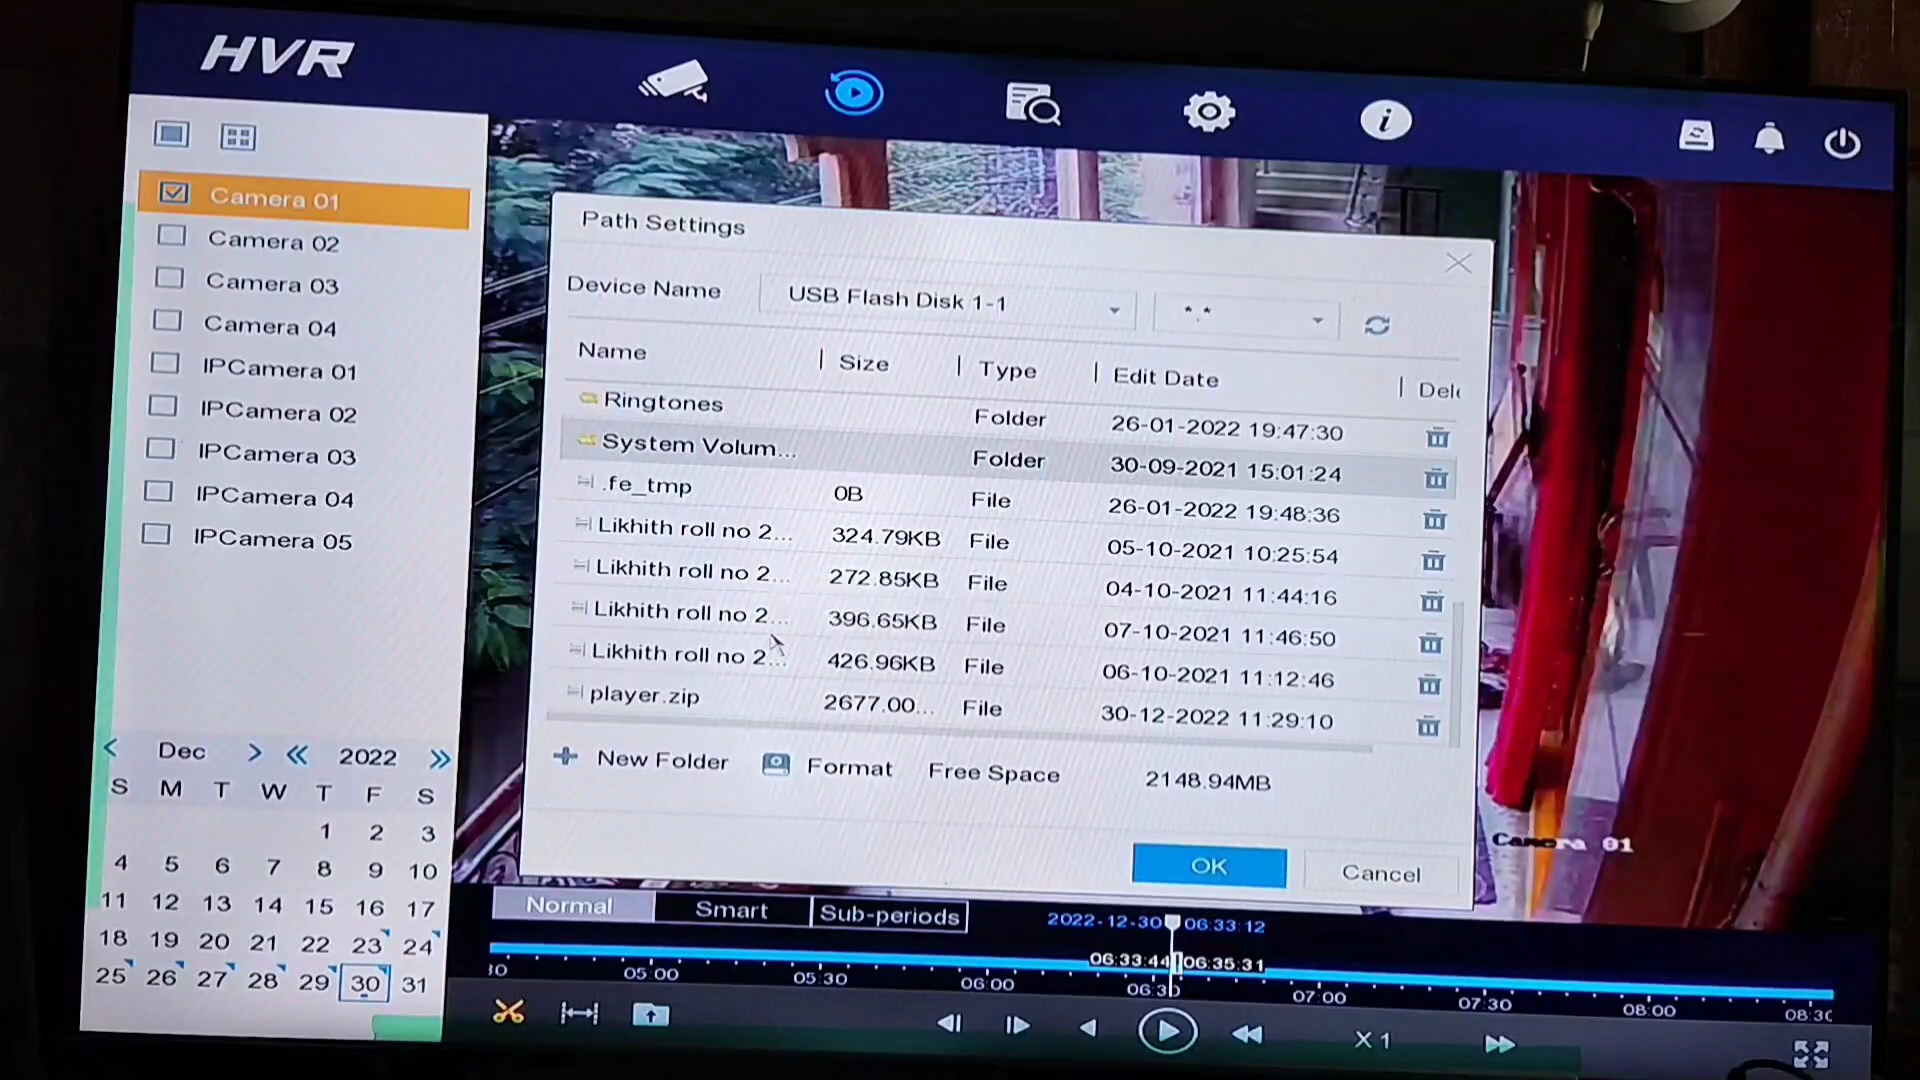 HVR
Camera 01
Camera 02
Camera 03
Camera 04
IPCamera 01
IPCamera 02
IPCamera 03
IPCamera 04
IPCamera 05
Dec 2022
S M T W T F S
1 2 3
4 5 6 7 8 9 10
11 12 13 14 15 16 17
18 19 20 21 22 23 24
25 26 27 28 29 30 31
Path Settings
Device Name USB Flash Disk 1-1 *.*
Name Size Type Edit Date
Ringtones Folder 26-01-2022 19:47:30
System Volum... Folder 30-09-2021 15:01:24
.fe_tmp 0B File 26-01-2022 19:48:36
Likhith roll no 2... 324.79KB File 05-10-2021 10:25:54
Likhith roll no 2... 272.85KB File 04-10-2021 11:44:16
Likhith roll no 2... 396.65KB File 07-10-2021 11:46:50
Likhith roll no 2... 426.96KB File 06-10-2021 11:12:46
player.zip 2677.00... File 30-12-2022 11:29:10
New Folder Format Free Space 2148.94MB
OK Cancel
Camera 01
Normal Smart Sub-periods 2022-12-30 06:33:12
06:33:44 06:35:31
05:00 05:30 06:00 06:30 07:00 07:30 08:00
X 1